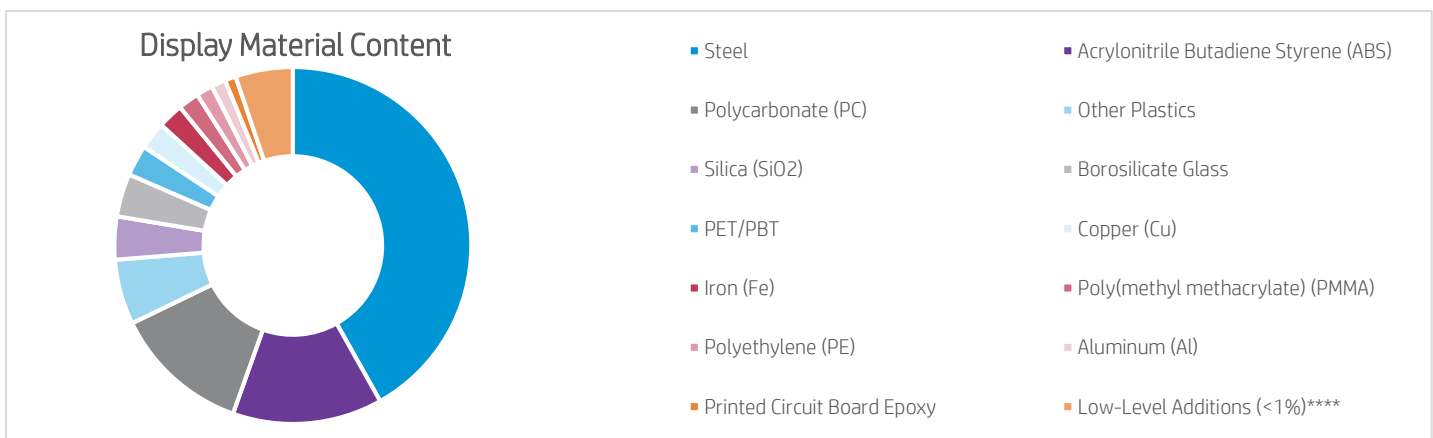 Display Material Content
Steel
Acrylonitrile Butadiene Styrene (ABS)
Polycarbonate (PC)
Other Plastics
Silica (SiO2)
Borosilicate Glass
PET/PBT
Copper (Cu)
Iron (Fe)
Poly(methyl methacrylate) (PMMA)
Polyethylene (PE)
Aluminum (Al)
Printed Circuit Board Epoxy
Low-Level Additions (<1%)****